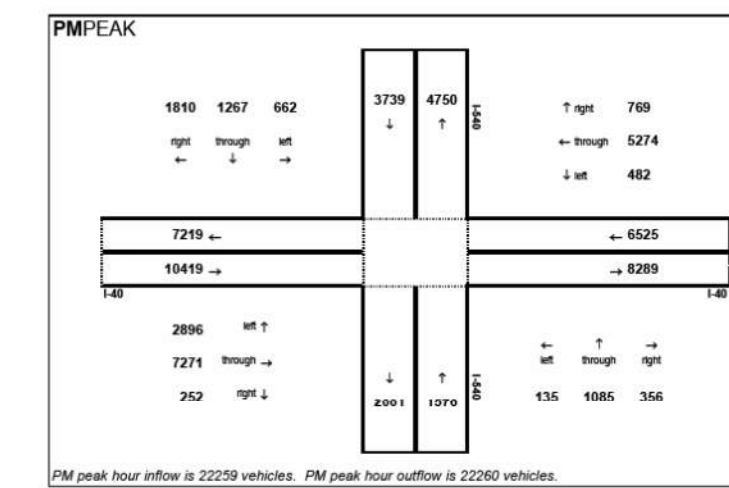 PMPEAK
1810 1267 662
right through left
← ↓ →
3739 4750
↓ ↑
I-540
↑ right 769
← through 5274
↓ left 482
7219 ←
← 6525
10419 →
→ 8289
I-40
I-40
2896 left ↑
7271 through →
252 right ↓
↓ ↑
2001 1576
I-540
← ↑ →
left through right
135 1085 356
PM peak hour inflow is 22259 vehicles. PM peak hour outflow is 22260 vehicles.